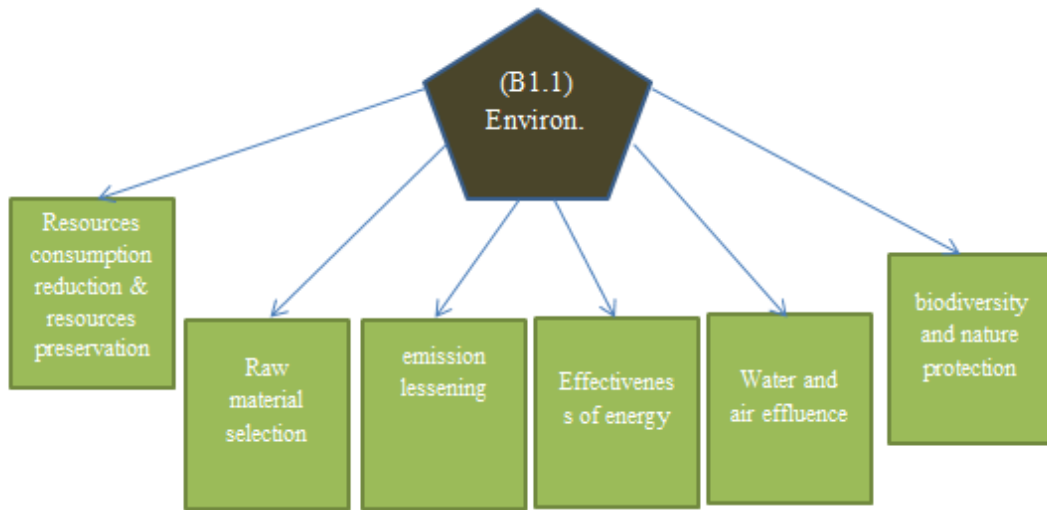 (B1.1)
Environ.
Resources
consumption
reduction &
resources
preservation
Raw
material
selection
emission
lessening
Effectivenes
s of energy
Water and
air effluence
biodiversity
and nature
protection